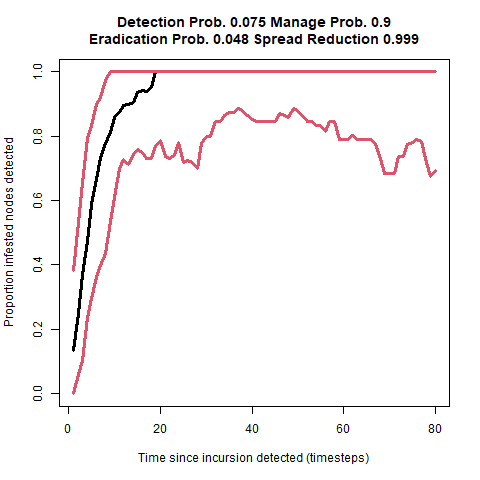 Detection Prob. 0.075 Manage Prob. 0.9
Eradication Prob. 0.048 Spread Reduction 0.999
Proportion infested nodes detected
1.0
0.8
0.6
0.4
0.2
0.0
0
20
40
60
80
Time since incursion detected (timesteps)